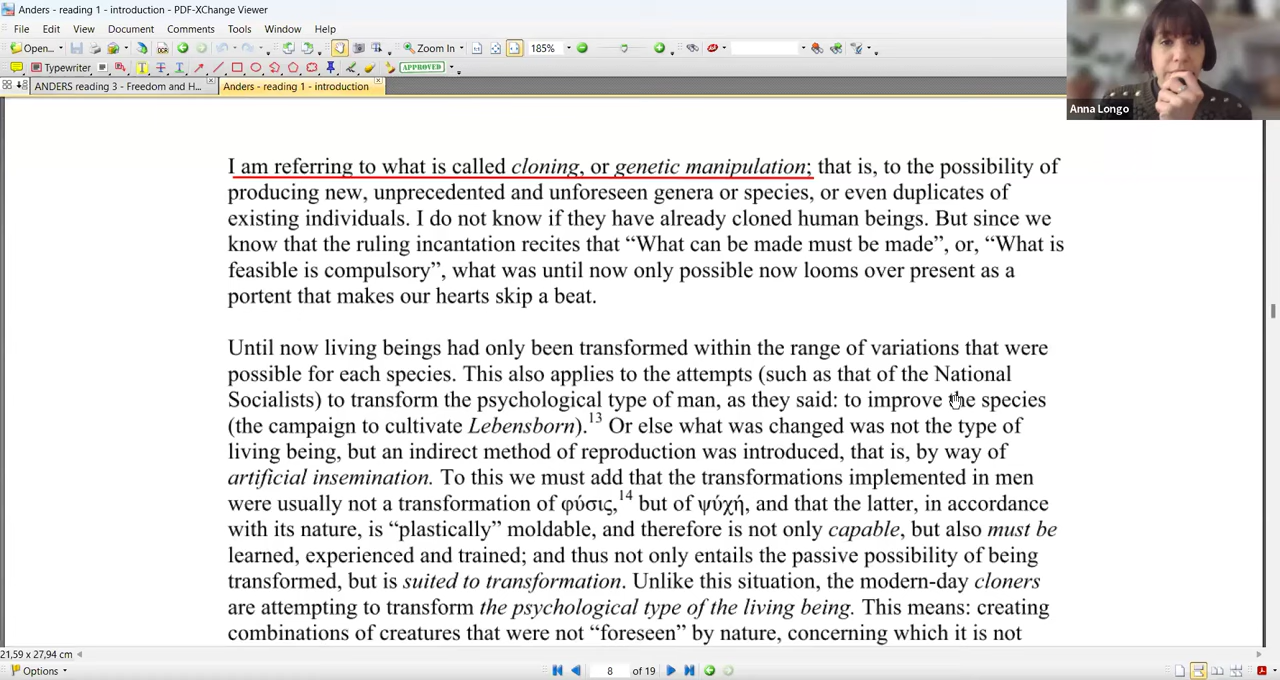 Anders - reading 1 - introduction - PDF-XChange Viewer
File Edit View Document Comments Tools Window Help
Open... OCR Zoom In 185%
Typewriter APPROVED
ANDERS reading 3 - Freedom and H... Anders - reading 1 - introduction
Anna Longo
I am referring to what is called cloning, or genetic manipulation; that is, to the possibility of
producing new, unprecedented and unforeseen genera or species, or even duplicates of
existing individuals. I do not know if they have already cloned human beings. But since we
know that the ruling incantation recites that “What can be made must be made”, or, “What is
feasible is compulsory”, what was until now only possible now looms over present as a
portent that makes our hearts skip a beat.
Until now living beings had only been transformed within the range of variations that were
possible for each species. This also applies to the attempts (such as that of the National
Socialists) to transform the psychological type of man, as they said: to improve the species
(the campaign to cultivate Lebensborn).13 Or else what was changed was not the type of
living being, but an indirect method of reproduction was introduced, that is, by way of
artificial insemination. To this we must add that the transformations implemented in men
were usually not a transformation of φύσις,14 but of ψύχή, and that the latter, in accordance
with its nature, is “plastically” moldable, and therefore is not only capable, but also must be
learned, experienced and trained; and thus not only entails the passive possibility of being
transformed, but is suited to transformation. Unlike this situation, the modern-day cloners
are attempting to transform the psychological type of the living being. This means: creating
combinations of creatures that were not “foreseen” by nature, concerning which it is not
21,59 x 27,94 cm
Options 8 of 19